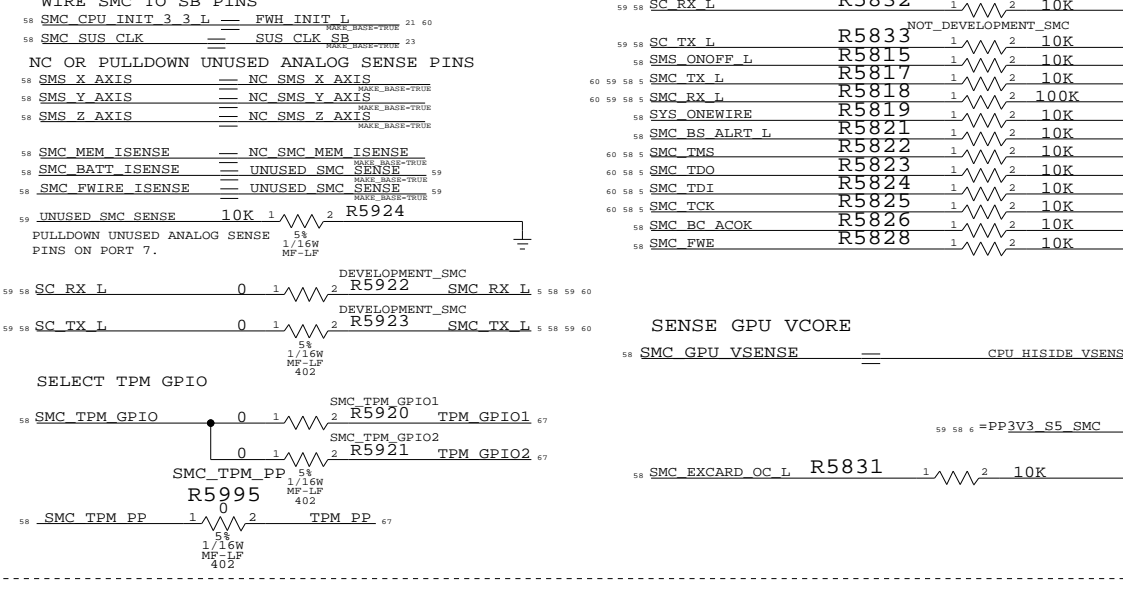 WIRE SMC TO SB PINS
58 SMC_CPU_INIT_3_3_L FWH_INIT_L 21 60
MAKE_BASE=TRUE
58 SMC_SUS_CLK SUS_CLK_SB 23
MAKE_BASE=TRUE
NC OR PULLDOWN UNUSED ANALOG SENSE PINS
58 SMS_X_AXIS NC_SMS_X_AXIS
MAKE_BASE=TRUE
58 SMS_Y_AXIS NC_SMS_Y_AXIS
MAKE_BASE=TRUE
58 SMS_Z_AXIS NC_SMS_Z_AXIS
MAKE_BASE=TRUE
58 SMC_MEM_ISENSE NC_SMC_MEM_ISENSE
MAKE_BASE=TRUE
58 SMC_BATT_ISENSE UNUSED_SMC_SENSE 59
MAKE_BASE=TRUE
58 SMC_FWIRE_ISENSE UNUSED_SMC_SENSE 59
MAKE_BASE=TRUE
59 UNUSED_SMC_SENSE 10K 1 2 R5924
PULLDOWN UNUSED ANALOG SENSE
PINS ON PORT 7.
5%
1/16W
MF-LF
DEVELOPMENT_SMC
59 58 SC_RX_L 0 1 2 R5922 SMC_RX_L 5 58 59 60
DEVELOPMENT_SMC
59 58 SC_TX_L 0 1 2 R5923 SMC_TX_L 5 58 59 60
5%
1/16W
MF-LF
402
SELECT TPM GPIO
SMC_TPM_GPIO1
58 SMC_TPM_GPIO 0 1 2 R5920 TPM_GPIO1 67
SMC_TPM_GPIO2
0 1 2 R5921 TPM_GPIO2 67
5%
1/16W
MF-LF
402
SMC_TPM_PP
R5995
0
58 SMC_TPM_PP 1 2 TPM_PP 67
5%
1/16W
MF-LF
402
59 58 SC_RX_L R5832 1 2 10K
NOT_DEVELOPMENT_SMC
59 58 SC_TX_L R5833 1 2 10K
58 SMS_ONOFF_L R5815 1 2 10K
60 59 58 5 SMC_TX_L R5817 1 2 10K
60 59 58 5 SMC_RX_L R5818 1 2 100K
58 SYS_ONEWIRE R5819 1 2 10K
58 SMC_BS_ALRT_L R5821 1 2 10K
60 58 5 SMC_TMS R5822 1 2 10K
60 58 5 SMC_TDO R5823 1 2 10K
60 58 5 SMC_TDI R5824 1 2 10K
60 58 5 SMC_TCK R5825 1 2 10K
58 SMC_BC_ACOK R5826 1 2 10K
58 SMC_FWE R5828 1 2 10K
SENSE GPU VCORE
58 SMC_GPU_VSENSE CPU_HISIDE_VSENS
59 58 6 =PP3V3_S5_SMC
58 SMC_EXCARD_OC_L R5831 1 2 10K